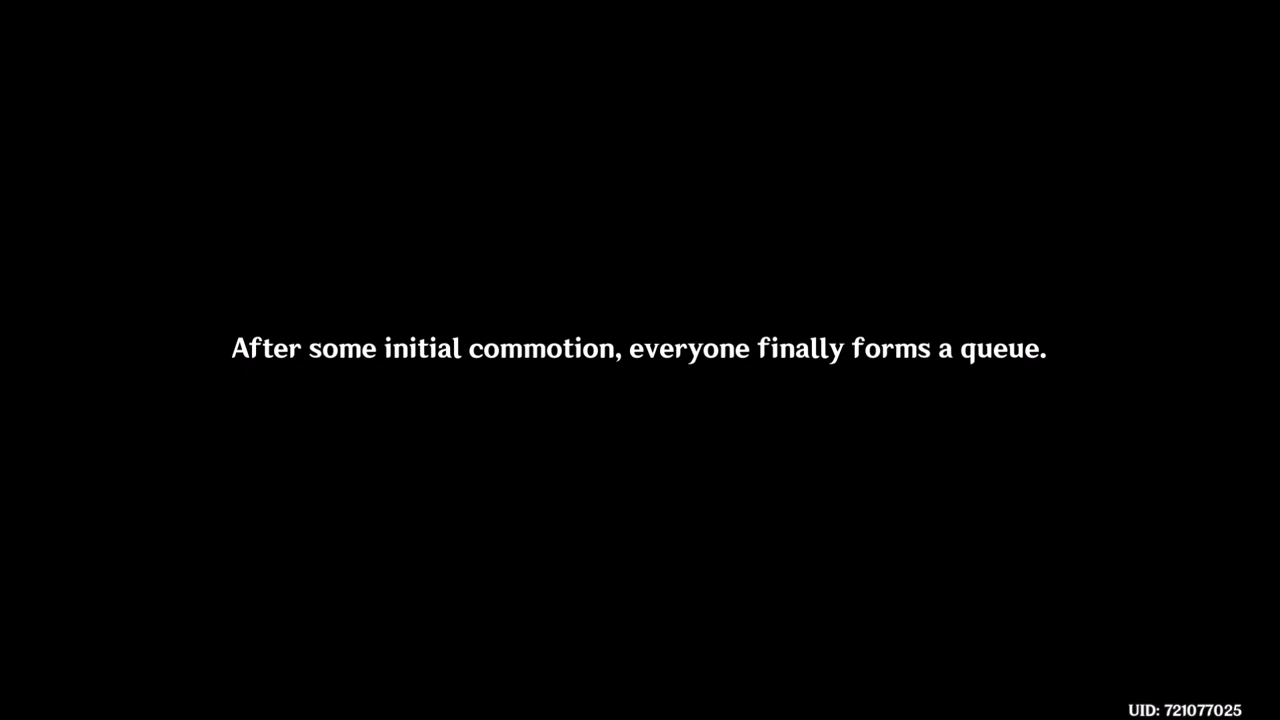 After some initial commotion, everyone finally forms a queue.
UID: 721077025